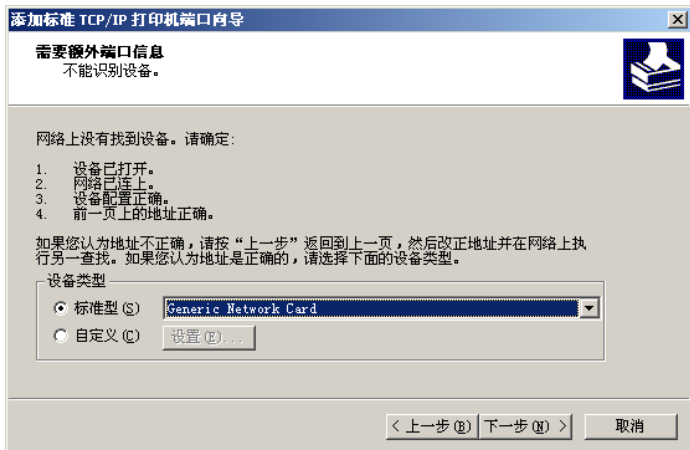 添加标准 TCP/IP 打印机端口向导
需要额外端口信息
不能识别设备。
网络上没有找到设备。请确定:
1. 设备已打开。
2. 网络已连上。
3. 设备配置正确。
4. 前一页上的地址正确。
如果您认为地址不正确，请按“上一步”返回到上一页，然后改正地址并在网络上执
行另一查找。如果您认为地址是正确的，请选择下面的设备类型。
设备类型
标准型(S) Generic Network Card
自定义(C) 设置(E)...
< 上一步(B) 下一步(N) > 取消